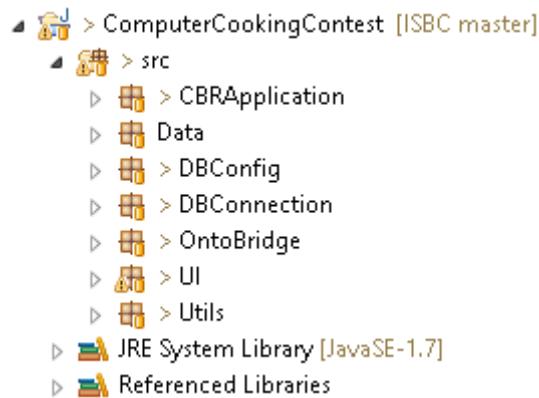 > ComputerCookingContest [ISBC master]
> src
> CBRApplication
Data
> DBConfig
> DBConnection
> OntoBridge
> UI
> Utils
JRE System Library [JavaSE-1.7]
Referenced Libraries